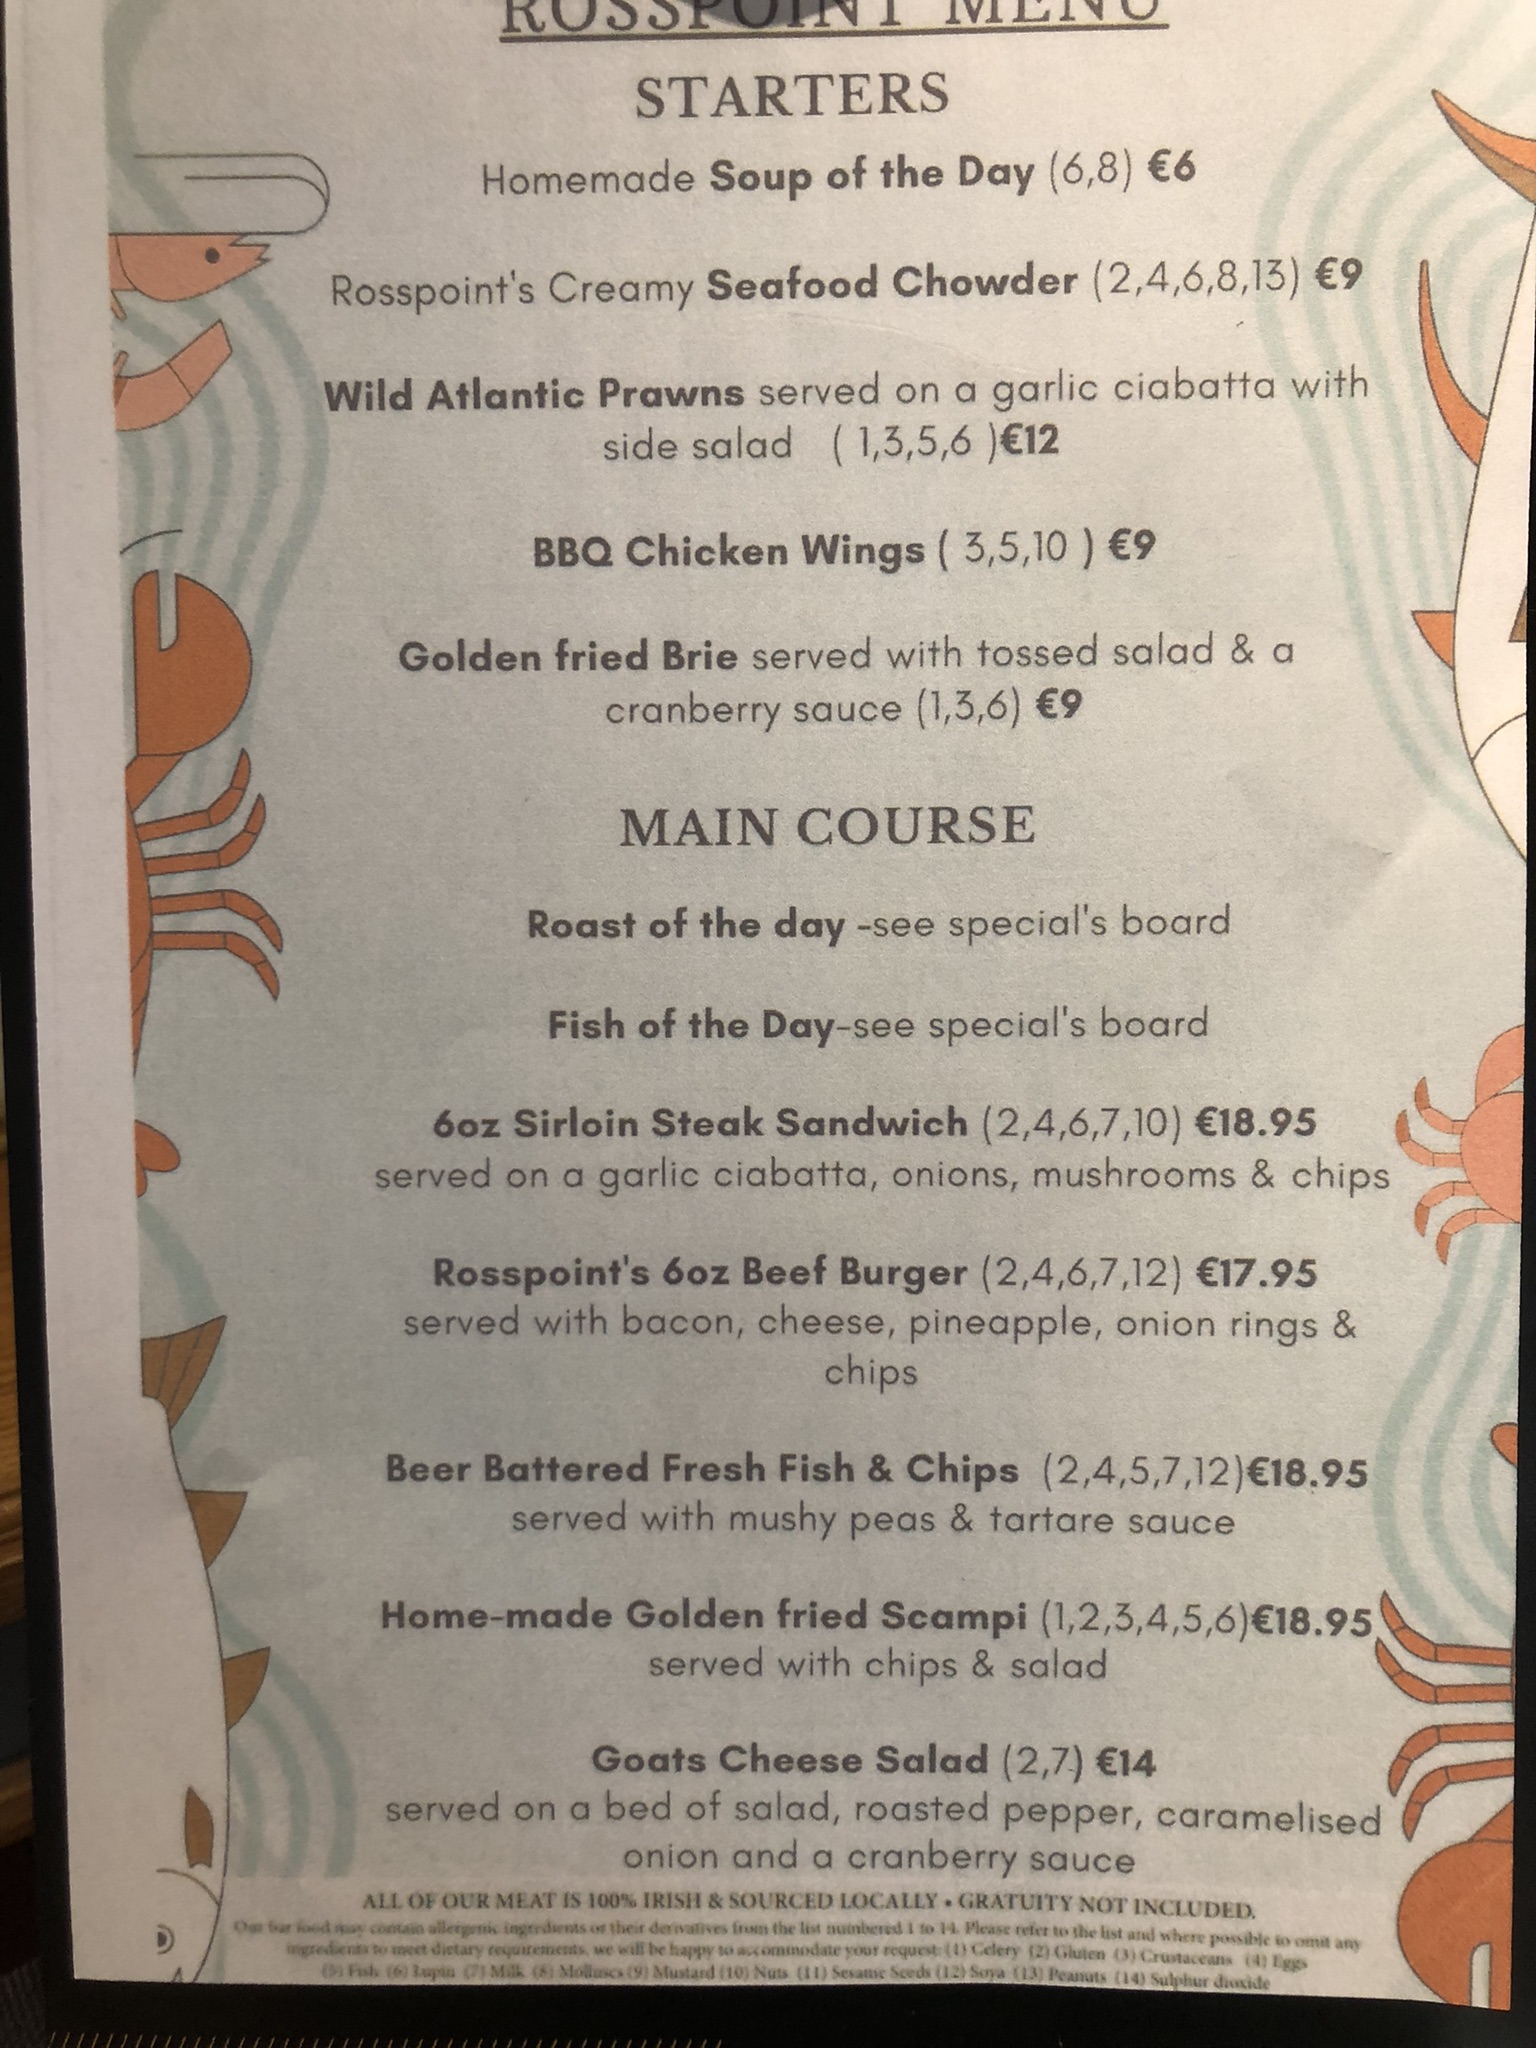 ROSSPOINT MENU
STARTERS
Homemade Soup of the Day (6,8) €6
Rosspoint's Creamy Seafood Chowder (2,4,6,8,13) €9
Wild Atlantic Prawns served on a garlic ciabatta with
side salad ( 1,3,5,6 )€12
BBQ Chicken Wings ( 3,5,10 ) €9
Golden fried Brie served with tossed salad & a
cranberry sauce (1,3,6) €9
MAIN COURSE
Roast of the day -see special's board
Fish of the Day-see special's board
6oz Sirloin Steak Sandwich (2,4,6,7,10) €18.95
served on a garlic ciabatta, onions, mushrooms & chips
Rosspoint's 6oz Beef Burger (2,4,6,7,12) €17.95
served with bacon, cheese, pineapple, onion rings &
chips
Beer Battered Fresh Fish & Chips (2,4,5,7,12)€18.95
served with mushy peas & tartare sauce
Home-made Golden fried Scampi (1,2,3,4,5,6)€18.95
served with chips & salad
Goats Cheese Salad (2,7) €14
served on a bed of salad, roasted pepper, caramelised
onion and a cranberry sauce
ALL OF OUR MEAT IS 100% IRISH & SOURCED LOCALLY • GRATUITY NOT INCLUDED.
Our bar food may contain allergenic ingredients or their derivatives from the list numbered 1 to 14. Please refer to the list and where possible to omit any
ingredients to meet dietary requirements, we will be happy to accommodate your request: (1) Celery (2) Gluten (3) Crustaceans (4) Eggs
(5) Fish (6) Lupin (7) Milk (8) Molluscs (9) Mustard (10) Nuts (11) Sesame Seeds (12) Soya (13) Peanuts (14) Sulphur dioxide